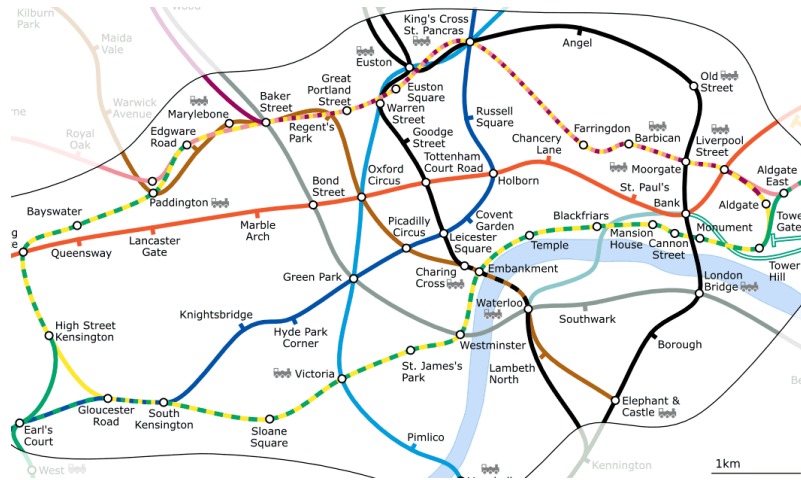 Kilburn
Park
Maida
Vale
wood
Warwick
Avenue
Royal
Oak
King's Cross
St. Pancras
Euston
Angel
Old
Street
Great
Portland
Street
Euston
Square
Baker
Street
Marylebone
Edgware
Road
Regent's
Park
Warren
Street
Russell
Square
Goodge
Street
Farringdon
Barbican
Liverpool
Street
Chancery
Lane
Moorgate
Aldgate
East
Tottenham
Court Road
Oxford
Circus
Bond
Street
Holborn
St. Paul's
Bank
Aldgate
Paddington
Bayswater
Queensway
Lancaster
Gate
Marble
Arch
Covent
Garden
Picadilly
Circus
Leicester
Square
Blackfriars
Temple
Mansion
House
Cannon
Street
Monument
Tower
Hill
Green Park
Charing
Cross
Embankment
Waterloo
London
Bridge
Knightsbridge
Hyde Park
Corner
Westminster
Southwark
High Street
Kensington
Victoria
St. James's
Park
Lambeth
North
Borough
Gloucester
Road
South
Kensington
Sloane
Square
Elephant &
Castle
Earl's
Court
Pimlico
West
Kennington
1km